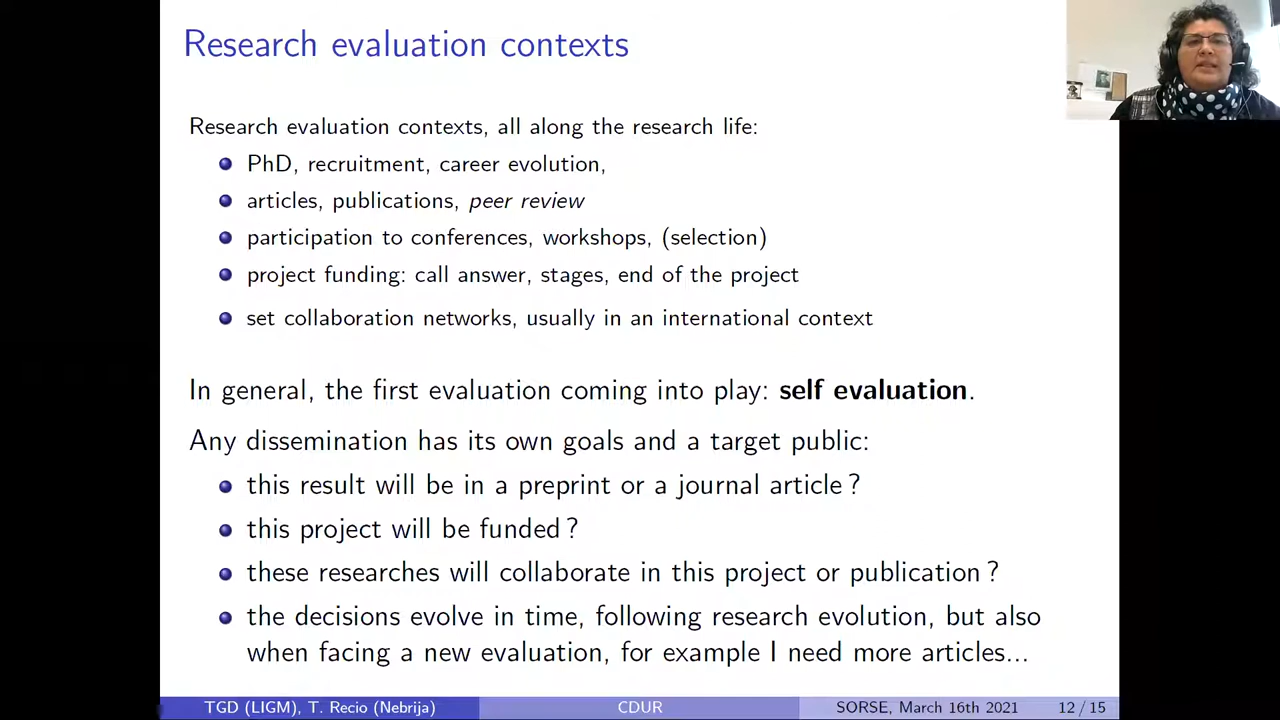 Research evaluation contexts
Research evaluation contexts, all along the research life:
PhD, recruitment, career evolution,
articles, publications, peer review
participation to conferences, workshops, (selection)
project funding: call answer, stages, end of the project
set collaboration networks, usually in an international context
In general, the first evaluation coming into play: self evaluation.
Any dissemination has its own goals and a target public:
this result will be in a preprint or a journal article ?
this project will be funded ?
these researches will collaborate in this project or publication ?
the decisions evolve in time, following research evolution, but also
when facing a new evaluation, for example I need more articles...
TGD (LIGM), T. Recio (Nebrija) CDUR SORSE, March 16th 2021 12 / 15